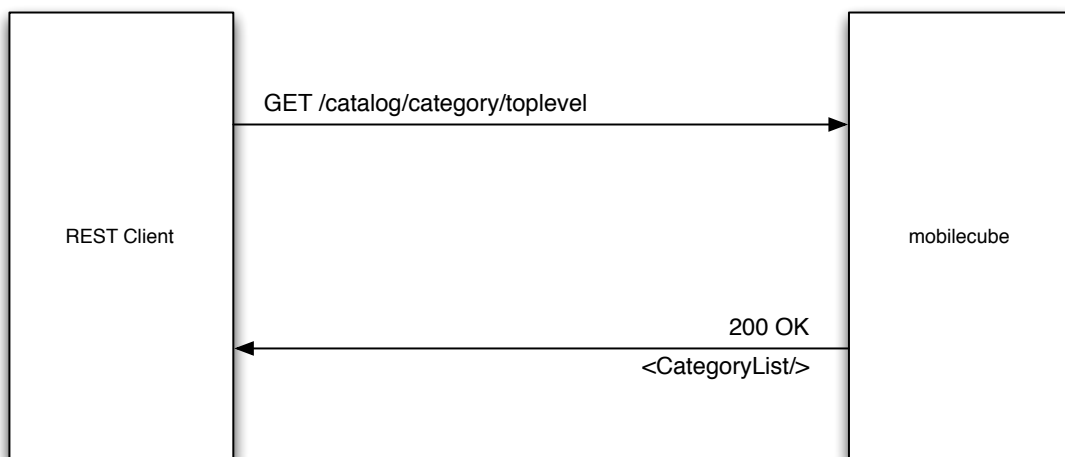 GET /catalog/category/toplevel
REST Client
mobilecube
200 OK
<CategoryList/>